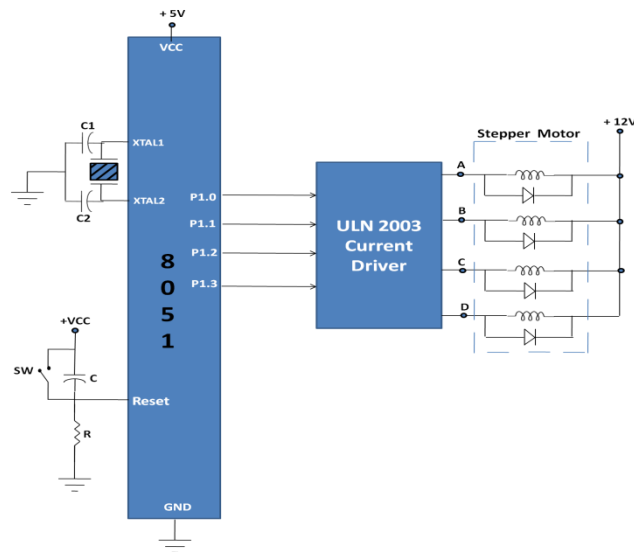 + 5V
VCC
C1
XTAL1
XTAL2
C2
P1.0
P1.1
P1.2
P1.3
8
0
5
1
+VCC
SW
C
Reset
R
GND
ULN 2003
Current
Driver
+ 12V
Stepper Motor
A
B
C
D